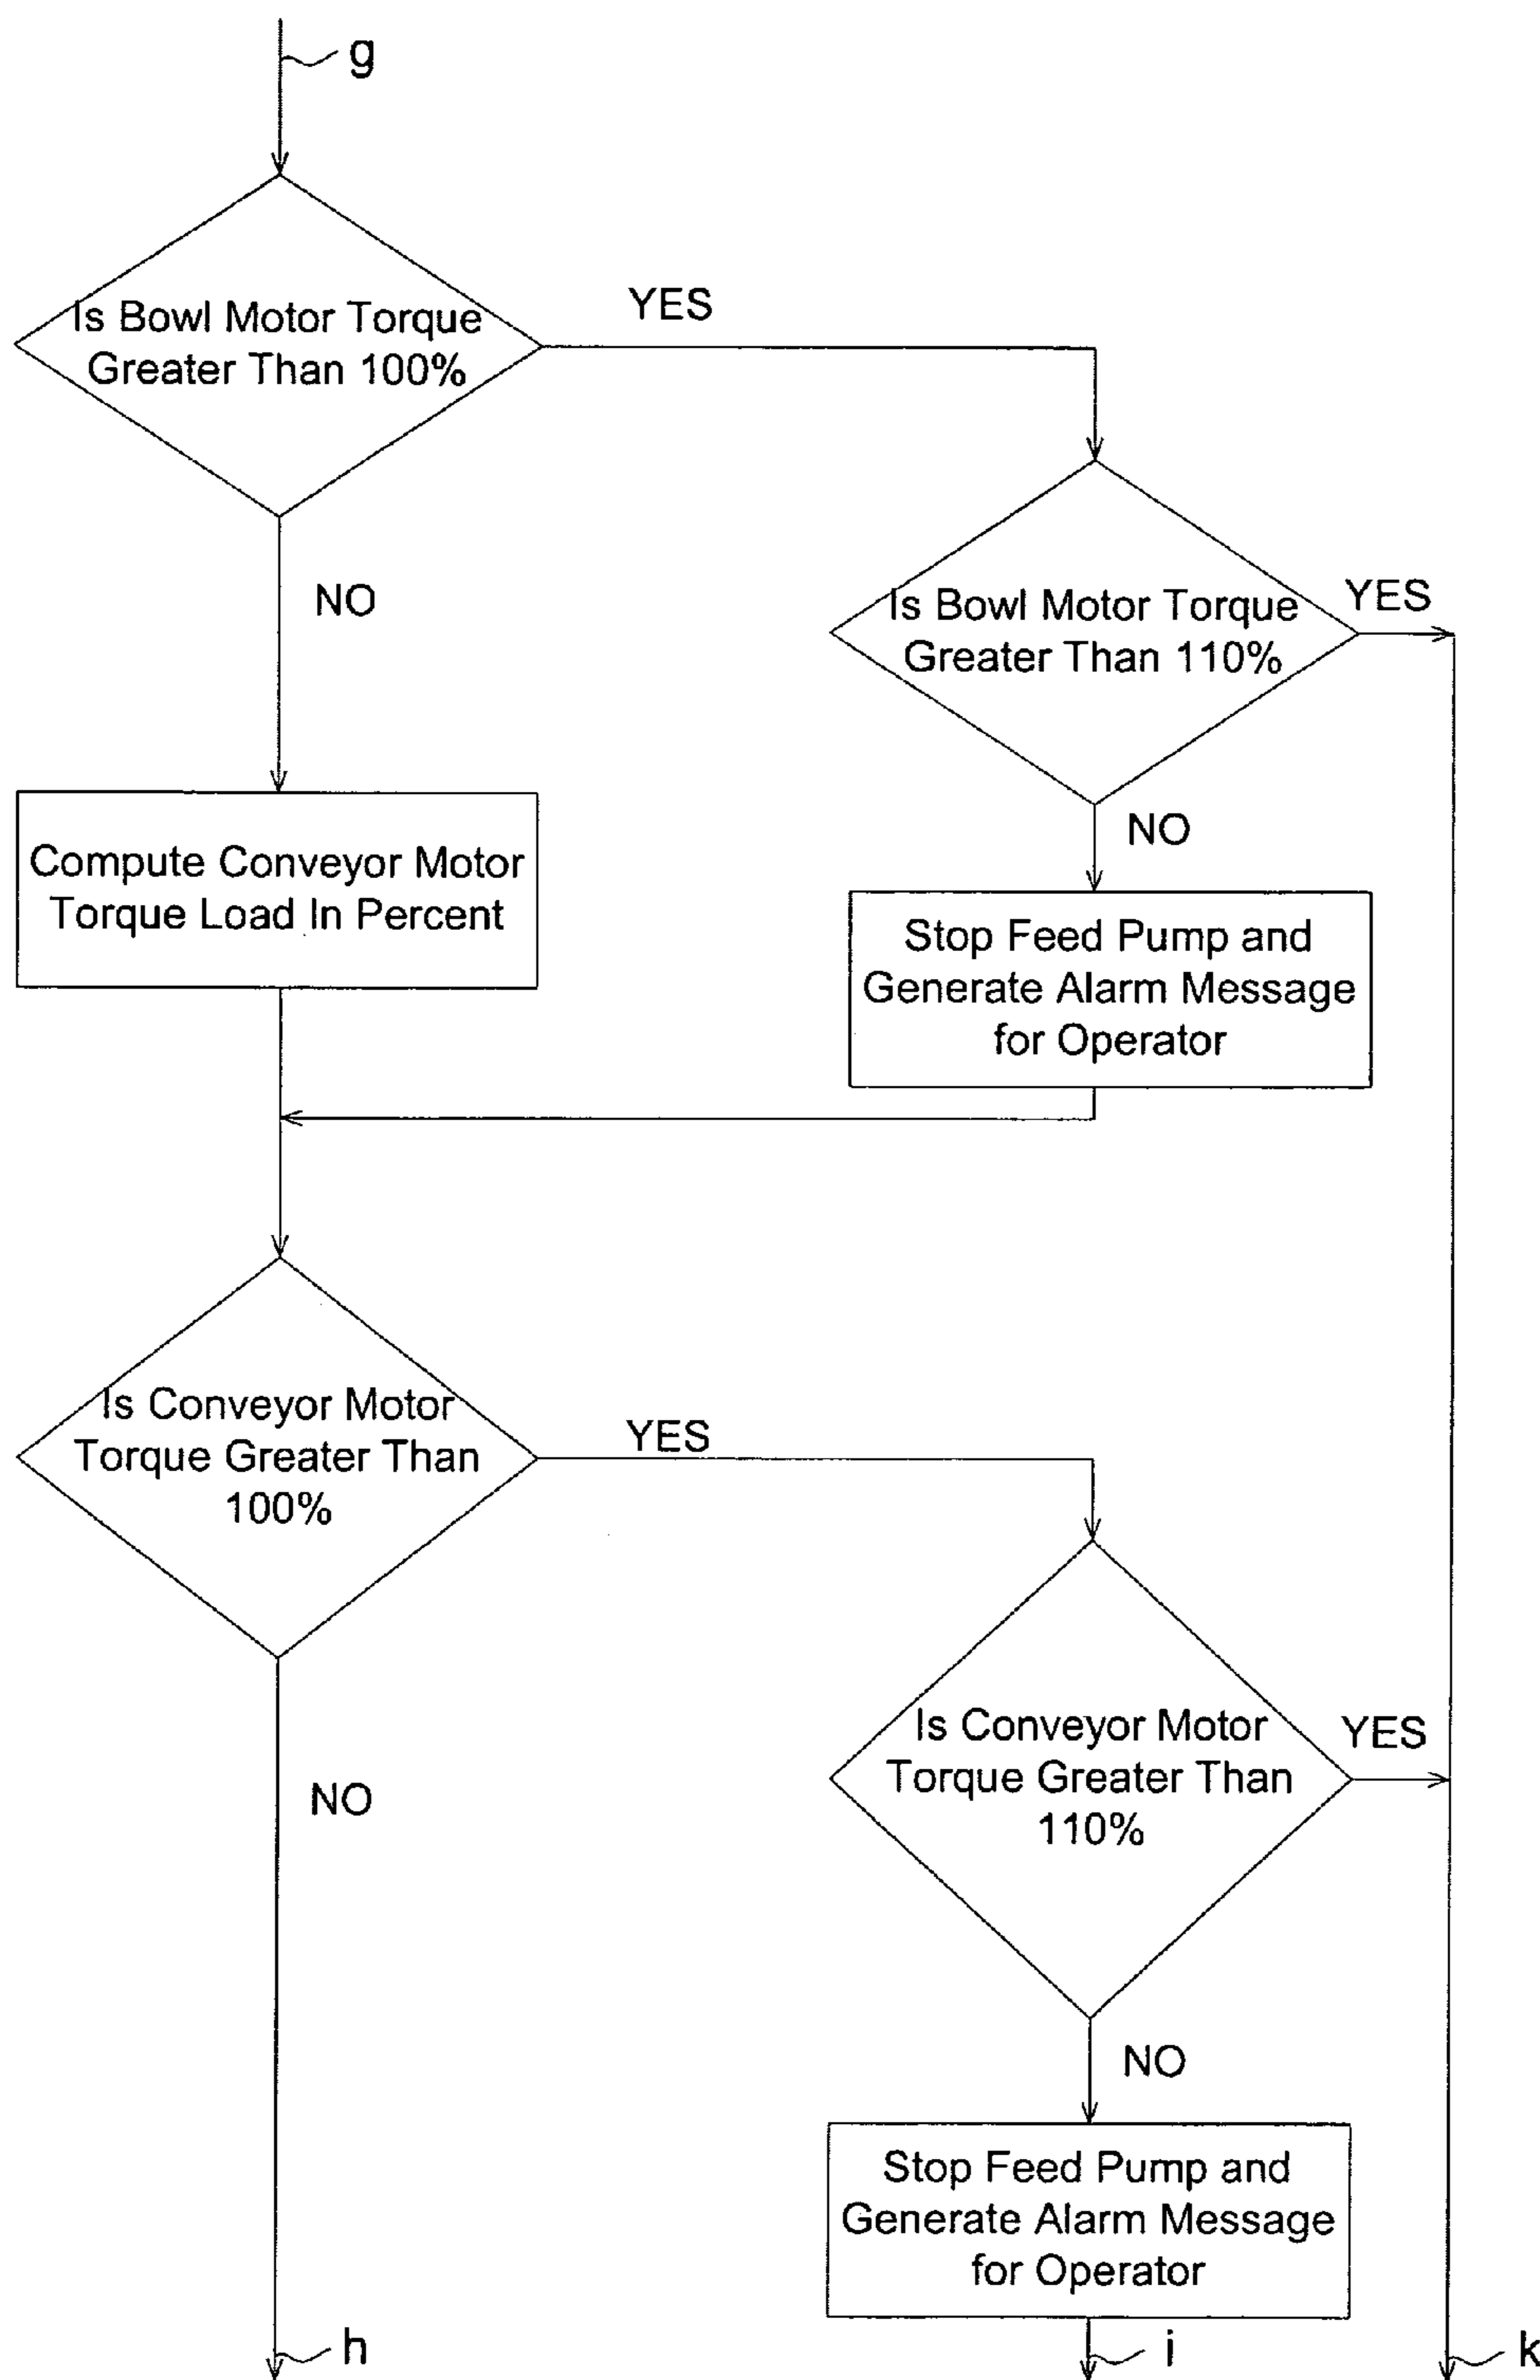 g
Is Bowl Motor Torque
Greater Than 100%
YES
NO
Is Bowl Motor Torque
Greater Than 110%
YES
NO
Compute Conveyor Motor
Torque Load In Percent
Stop Feed Pump and
Generate Alarm Message
for Operator
Is Conveyor Motor
Torque Greater Than
100%
YES
NO
Is Conveyor Motor
Torque Greater Than
110%
YES
NO
Stop Feed Pump and
Generate Alarm Message
for Operator
h
i
k